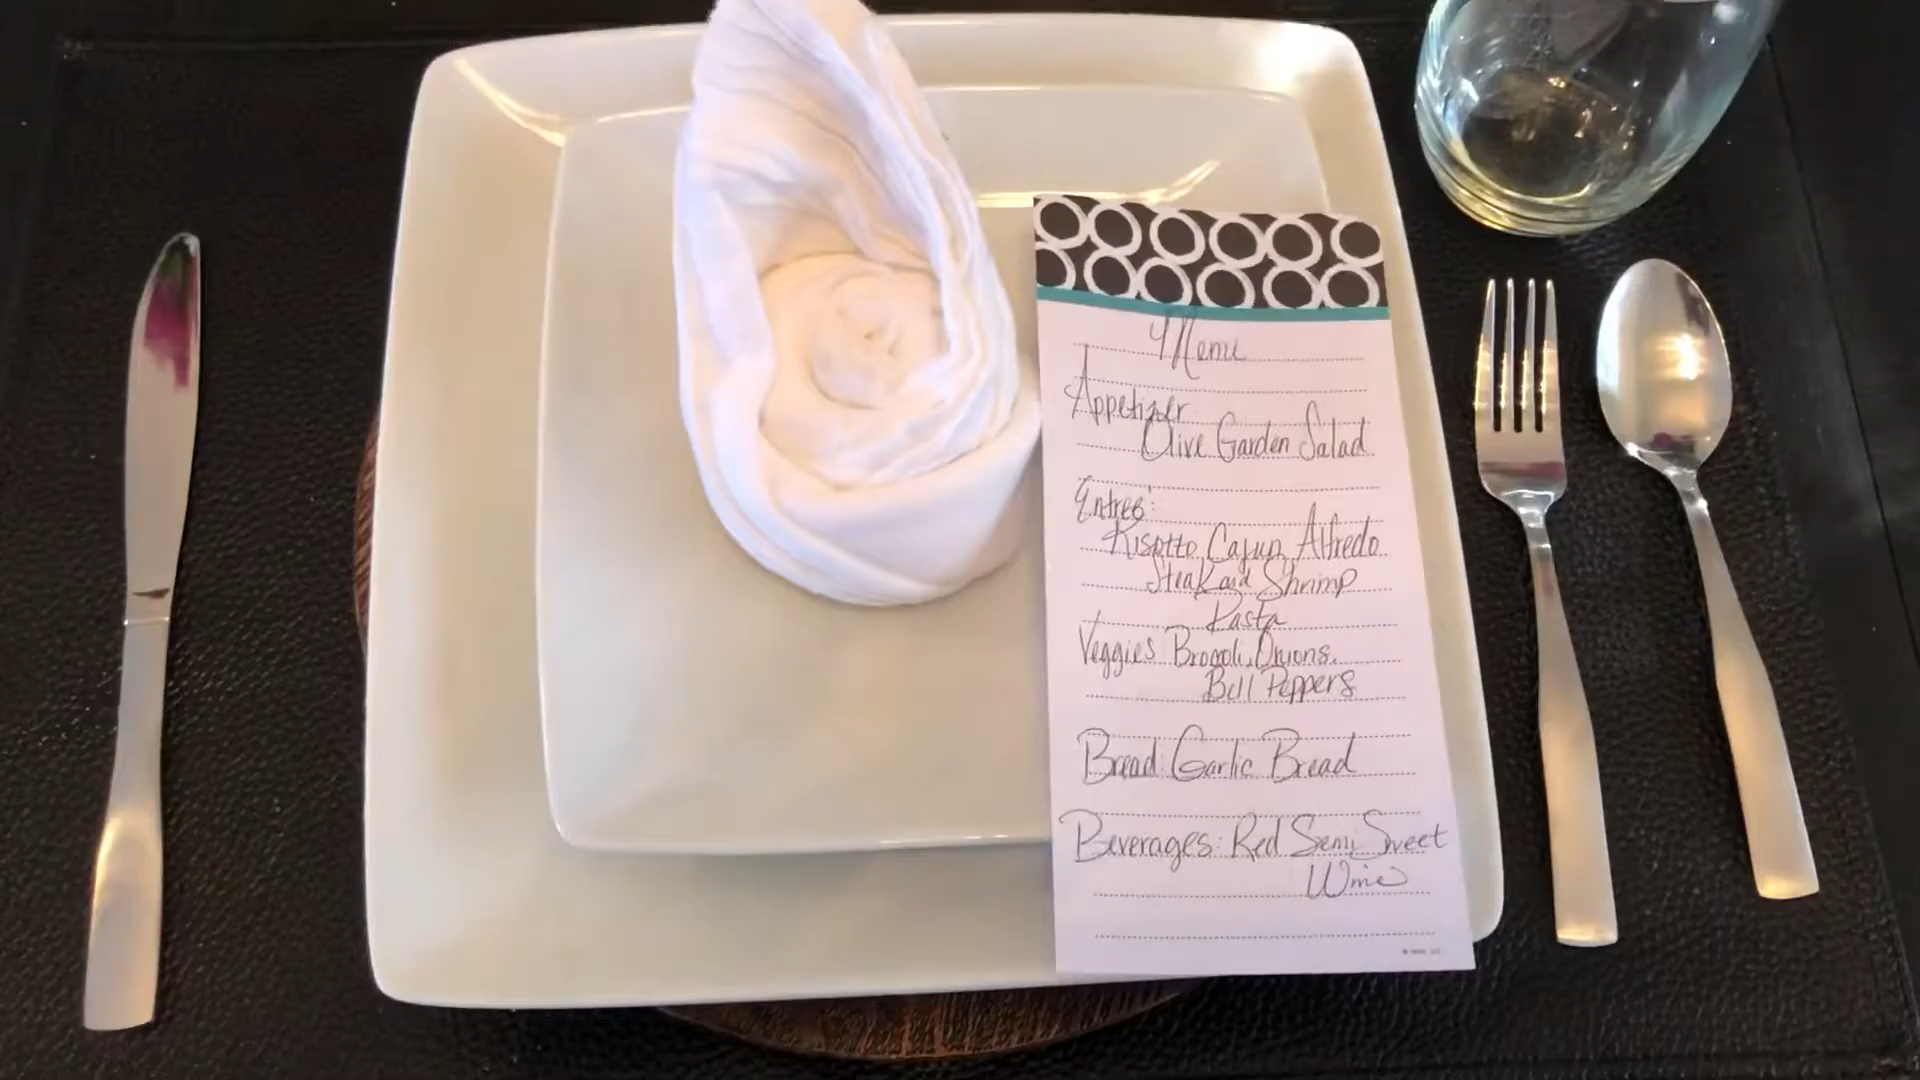 Menu
Appetizer
Olive Garden Salad
Entree:
Risotto Cajun Alfredo
Steak and Shrimp
Pasta
Veggies Broccoli, Onions,
Bell Peppers
Bread: Garlic Bread
Beverages: Red Semi Sweet
Wine